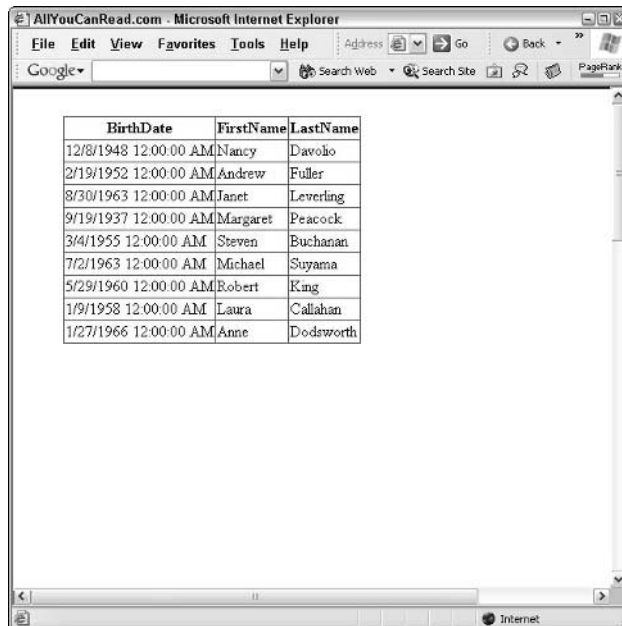 AllYouCanRead.com - Microsoft Internet Explorer
File Edit View Favorites Tools Help Address Go Back »
Google Search Web Search Site PageRank
BirthDate FirstName LastName
12/8/1948 12:00:00 AM Nancy Davolio
2/19/1952 12:00:00 AM Andrew Fuller
8/30/1963 12:00:00 AM Janet Leverling
9/19/1937 12:00:00 AM Margaret Peacock
3/4/1955 12:00:00 AM Steven Buchanan
7/2/1963 12:00:00 AM Michael Suyama
5/29/1960 12:00:00 AM Robert King
1/9/1958 12:00:00 AM Laura Callahan
1/27/1966 12:00:00 AM Anne Dodsworth
Internet